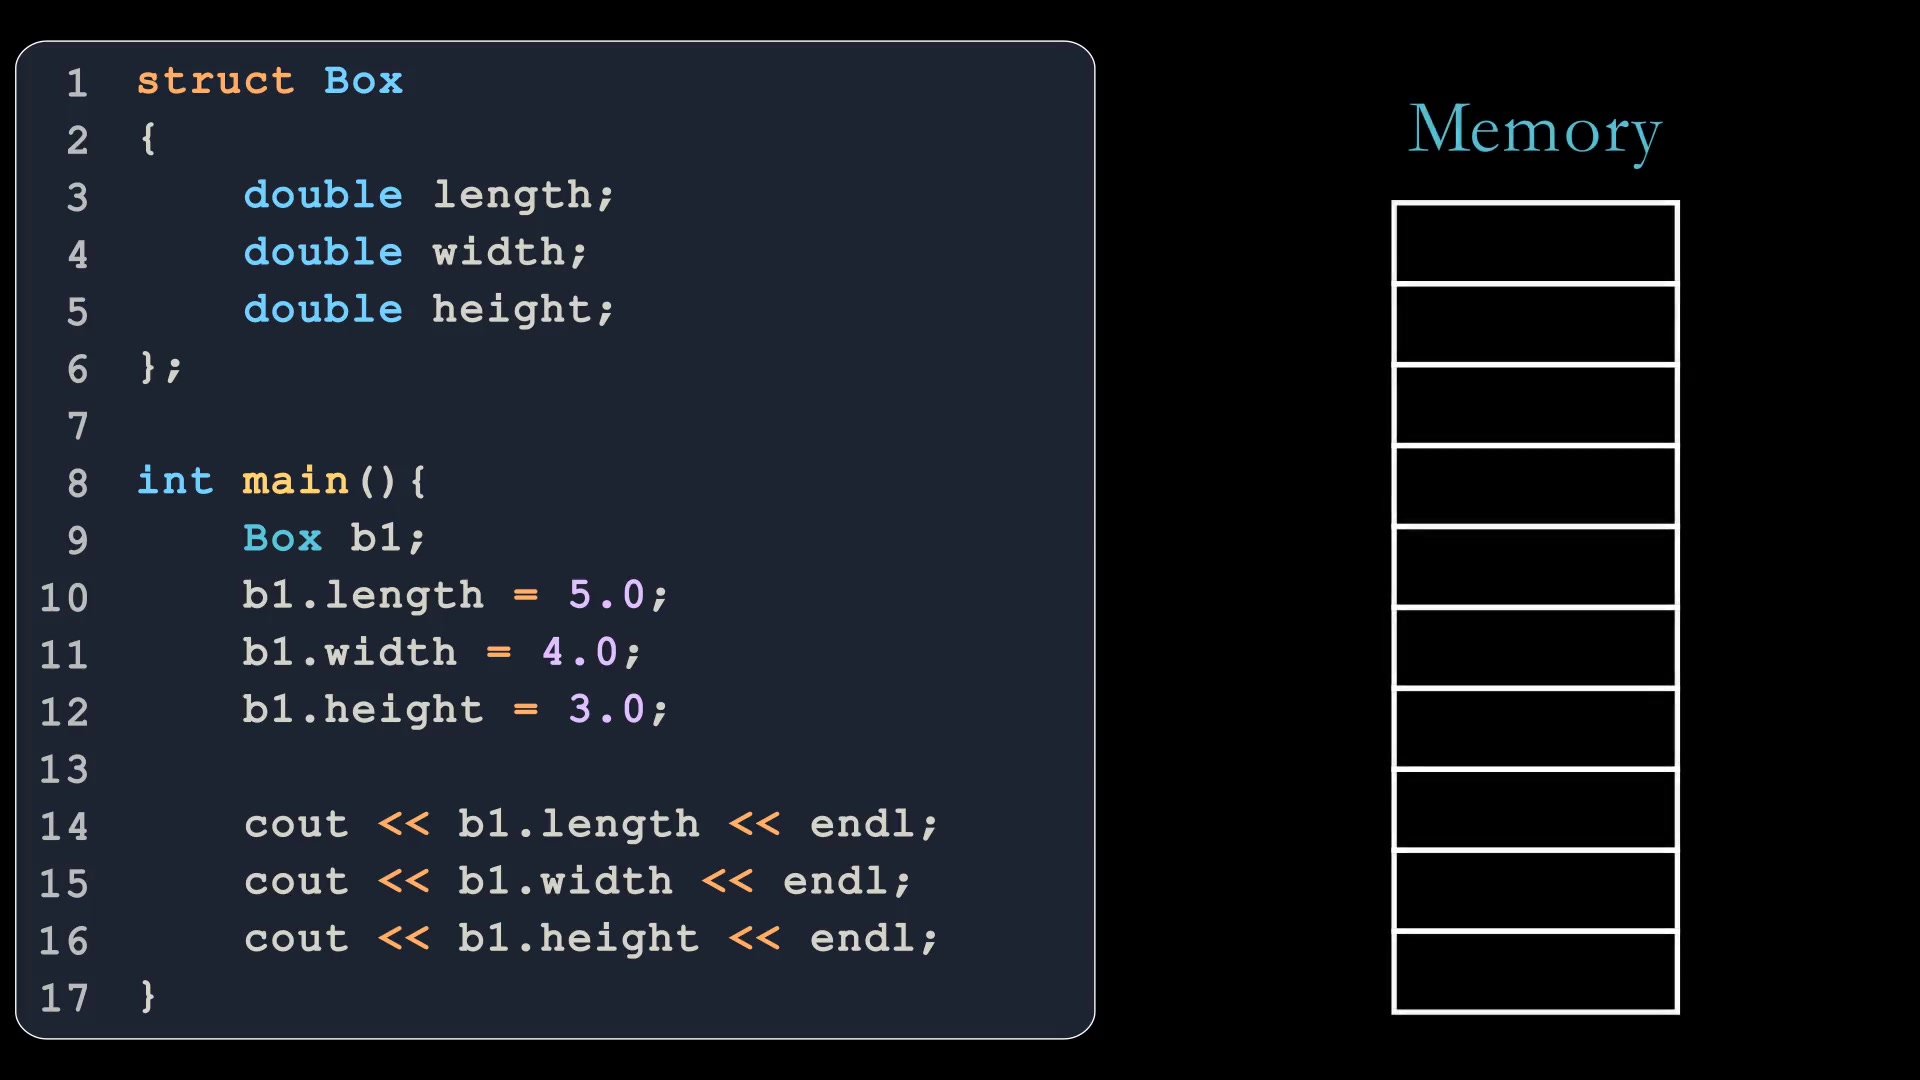 1 struct Box
2 {
3     double length;
4     double width;
5     double height;
6 };
7
8 int main(){
9     Box b1;
10     b1.length = 5.0;
11     b1.width = 4.0;
12     b1.height = 3.0;
13
14     cout << b1.length << endl;
15     cout << b1.width << endl;
16     cout << b1.height << endl;
17 }
Memory